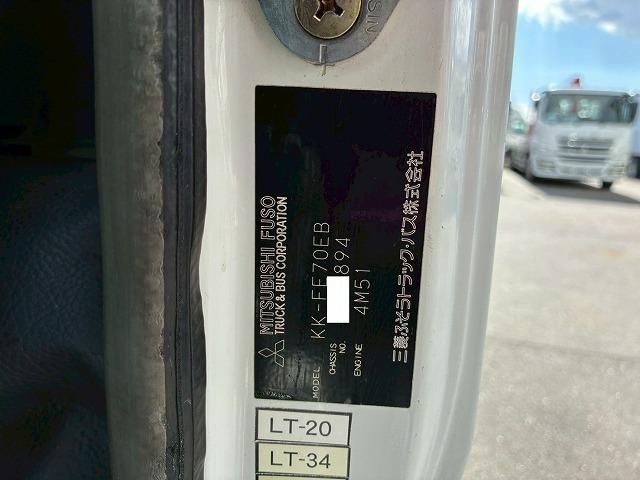 SIN
MITSUBISHI FUSO
TRUCK & BUS CORPORATION
MODEL KK-FE70EB
CHASSIS NO. 894
ENGINE 4M51
三菱ふそうトラック・バス株式会社
LT-20
LT-34